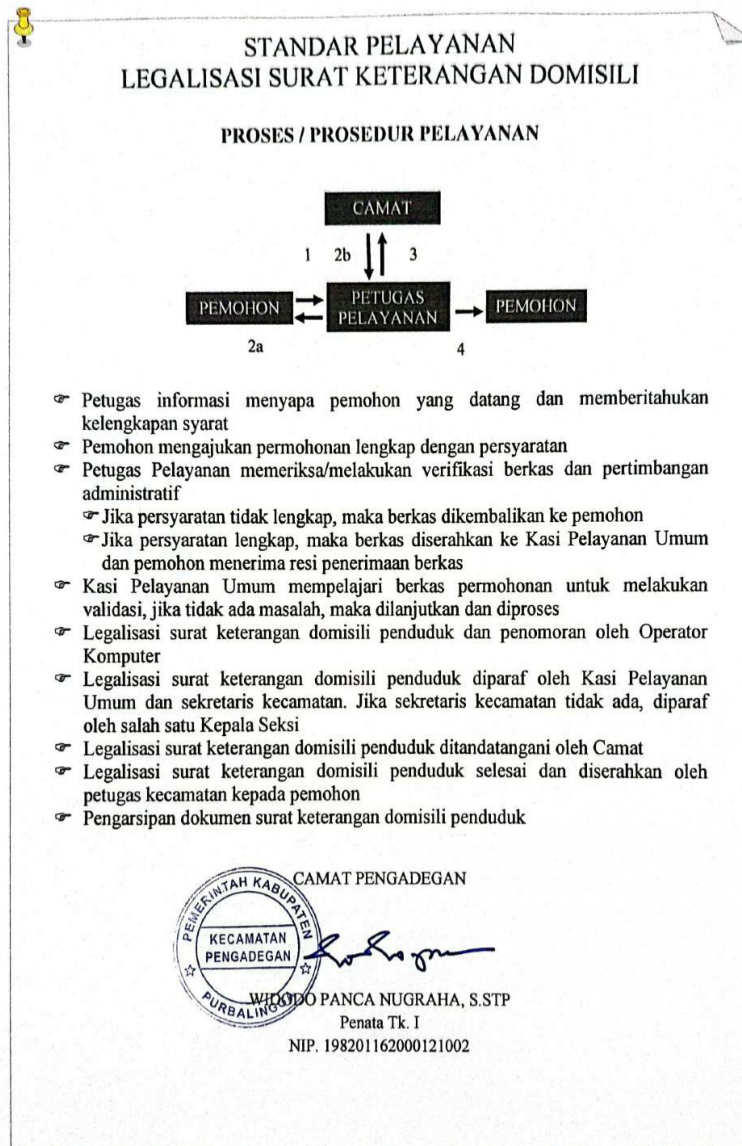 STANDAR PELAYANAN
LEGALISASI SURAT KETERANGAN DOMISILI
PROSES / PROSEDUR PELAYANAN
CAMAT
1 2b 3
PEMOHON PETUGAS PELAYANAN PEMOHON
2a 4
Petugas informasi menyapa pemohon yang datang dan memberitahukan
kelengkapan syarat
Pemohon mengajukan permohonan lengkap dengan persyaratan
Petugas Pelayanan memeriksa/melakukan verifikasi berkas dan pertimbangan
administratif
Jika persyaratan tidak lengkap, maka berkas dikembalikan ke pemohon
Jika persyaratan lengkap, maka berkas diserahkan ke Kasi Pelayanan Umum
dan pemohon menerima resi penerimaan berkas
Kasi Pelayanan Umum mempelajari berkas permohonan untuk melakukan
validasi, jika tidak ada masalah, maka dilanjutkan dan diproses
Legalisasi surat keterangan domisili penduduk dan penomoran oleh Operator
Komputer
Legalisasi surat keterangan domisili penduduk diparaf oleh Kasi Pelayanan
Umum dan sekretaris kecamatan. Jika sekretaris kecamatan tidak ada, diparaf
oleh salah satu Kepala Seksi
Legalisasi surat keterangan domisili penduduk ditandatangani oleh Camat
Legalisasi surat keterangan domisili penduduk selesai dan diserahkan oleh
petugas kecamatan kepada pemohon
Pengarsipan dokumen surat keterangan domisili penduduk
CAMAT PENGADEGAN
PEMERINTAH KABUPATEN
KECAMATAN
PENGADEGAN
PURBALINGGA
WIDODO PANCA NUGRAHA, S.STP
Penata Tk. I
NIP. 198201162000121002